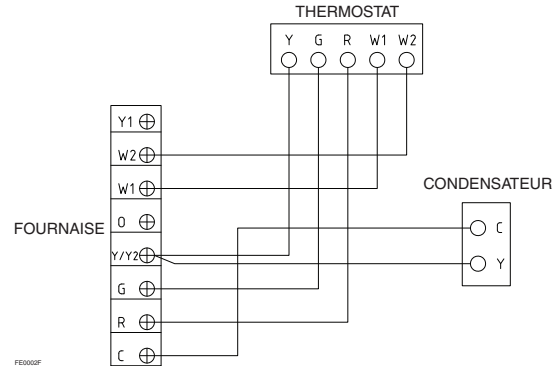 THERMOSTAT
Y G R W1 W2
Y1
W2
W1
O
Y/Y2
G
R
C
FOURNAISE
CONDENSATEUR
C
Y
FE0002F